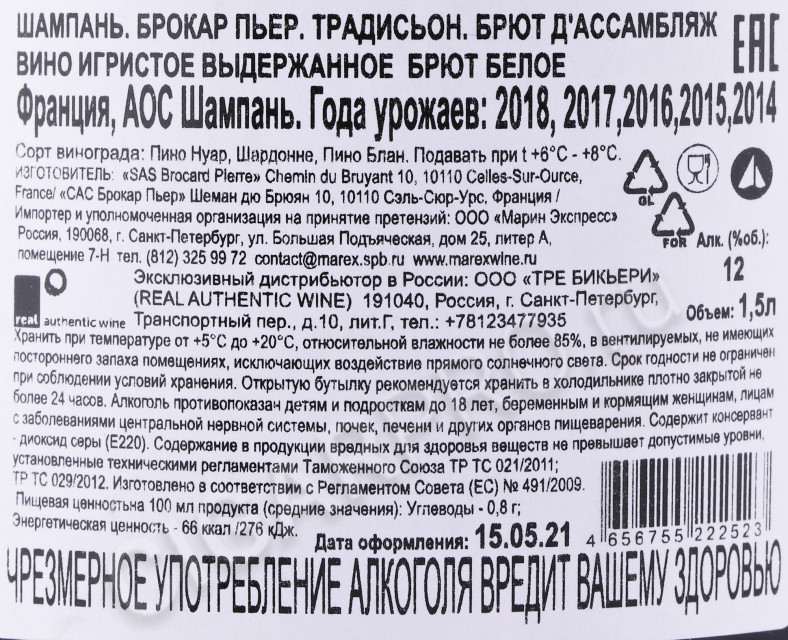 ШАМПАНЬ. БРОКАР ПЬЕР. ТРАДИСЬОН. БРЮТ Д'АССАМБЛЯЖ
ВИНО ИГРИСТОЕ ВЫДЕРЖАННОЕ БРЮТ БЕЛОЕ
EAC
Франция, АОС Шампань. Года урожаев: 2018, 2017,2016,2015,2014
Сорт винограда: Пино Нуар, Шардонне, Пино Блан. Подавать при t +6°C - +8°C.
ИЗГОТОВИТЕЛЬ: «SAS Brocard Pierre» Chemin du Bruyant 10, 10110 Celles-Sur-Ource,
France/ «САС Брокар Пьер» Шеман дю Брюян 10, 10110 Сэль-Сюр-Урс, Франция /
Импортер и уполномоченная организация на принятие претензий: ООО «Марин Экспресс»
Россия, 190068, г. Санкт-Петербург, ул. Большая Подъяческая, дом 25, литер А,
помещение 7-Н тел. (812) 325 99 72 contact@marex.spb.ru www.marexwine.ru
GL
FOR
Алк. (%об.):
12
Объем: 1,5л
real authentic wine
Эксклюзивный дистрибьютор в России: ООО «ТРЕ БИКЬЕРИ»
(REAL AUTHENTIC WINE) 191040, Россия, г. Санкт-Петербург,
Транспортный пер., д.10, лит.Г, тел.: +78123477935
Хранить при температуре от +5°C до +20°C, относительной влажности не более 85%, в вентилируемых, не имеющих
постороннего запаха помещениях, исключающих воздействие прямого солнечного света. Срок годности не ограничен
при соблюдении условий хранения. Открытую бутылку рекомендуется хранить в холодильнике плотно закрытой не
более 24 часов. Алкоголь противопоказан детям и подросткам до 18 лет, беременным и кормящим женщинам, лицам
с заболеваниями центральной нервной системы, почек, печени и других органов пищеварения. Содержит консервант
- диоксид серы (Е220). Содержание в продукции вредных для здоровья веществ не превышает допустимые уровни,
установленные техническими регламентами Таможенного Союза ТР ТС 021/2011;
ТР ТС 029/2012. Изготовлено в соответствии с Регламентом Совета (ЕС) № 491/2009.
Пищевая ценностьна 100 мл продукта (средние значения): Углеводы - 0,8 г;
Энергетическая ценность - 66 ккал /276 кДж.
Дата оформления: 15.05.21
4 656755 222523
ЧРЕЗМЕРНОЕ УПОТРЕБЛЕНИЕ АЛКОГОЛЯ ВРЕДИТ ВАШЕМУ ЗДОРОВЬЮ